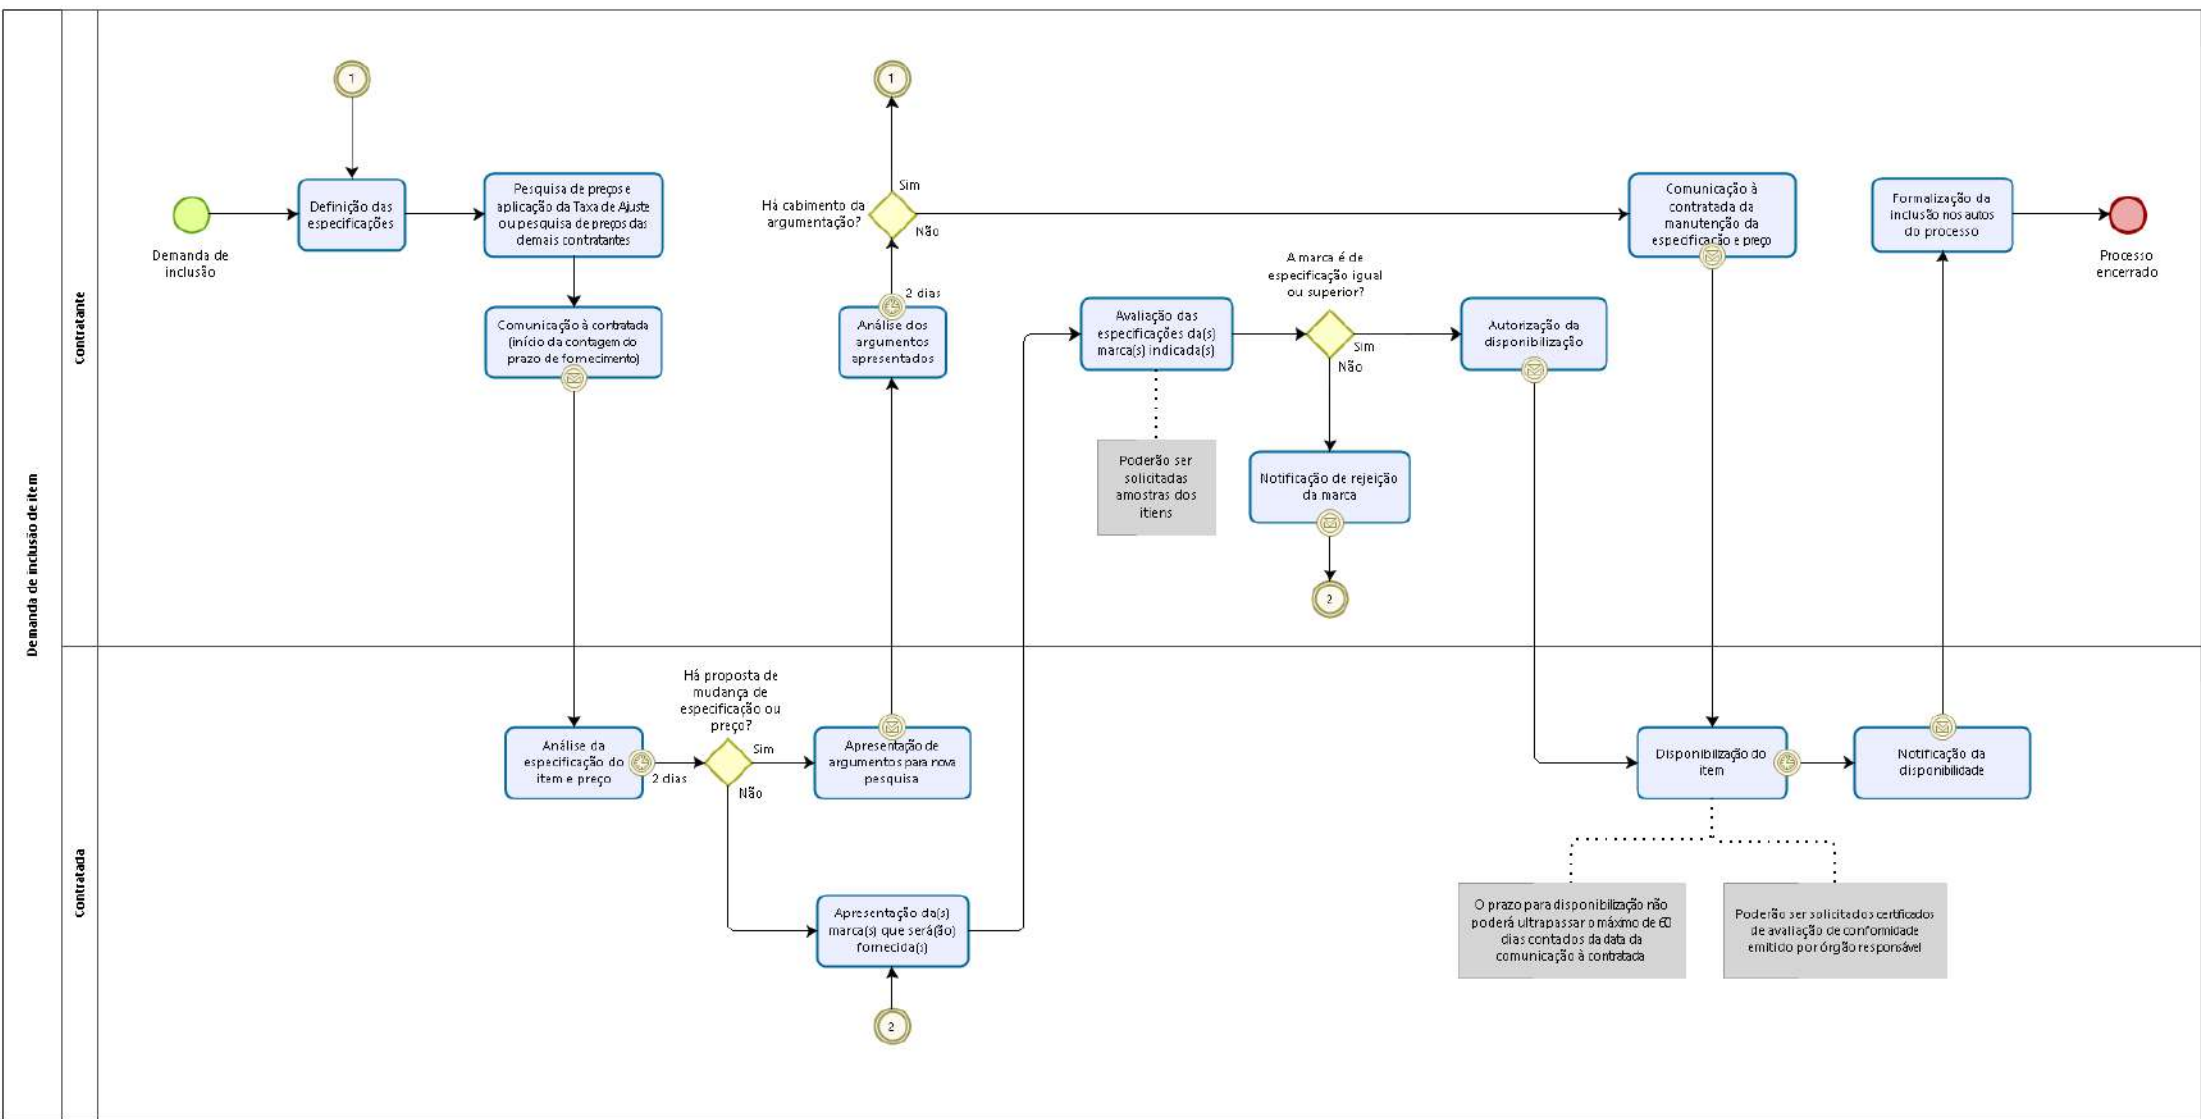 Demanda de inclusão de item
Contratante
1
Demanda de
inclusão
Definição das
especificações
Pesquisa de preços e
aplicação da Taxa de Ajuste
ou pesquisa de preços das
demais contratantes
Comunicação à contratada
(início da contagem do
prazo de fornecimento)
1
Sim
Há cabimento da
argumentação?
Não
2 dias
Análise dos
argumentos
apresentados
Avaliação das
especificações da(s)
marca(s) indicada(s)
Poderão ser
solicitadas
amostras dos
itiens
A marca é de
especificação igual
ou superior?
Sim
Não
Notificação de rejeição
da marca
2
Autorização da
disponibilização
Comunicação à
contratada da
manutenção da
especificação e preço
Formalização da
inclusão nos autos
do processo
Processo
encerrado
Contratada
Análise da
especificação do
item e preço
2 dias
Há proposta de
mudança de
especificação ou
preço?
Sim
Não
Apresentação de
argumentos para nova
pesquisa
Apresentação da(s)
marca(s) que será(ão)
fornecida(s)
2
Disponibilização do
item
Notificação da
disponibilidade
O prazo para disponibilização não
poderá ultrapassar o máximo de 60
dias contados da data da
comunicação à contratada
Poderão ser solicitados certificados
de avaliação de conformidade
emitido por órgão responsável